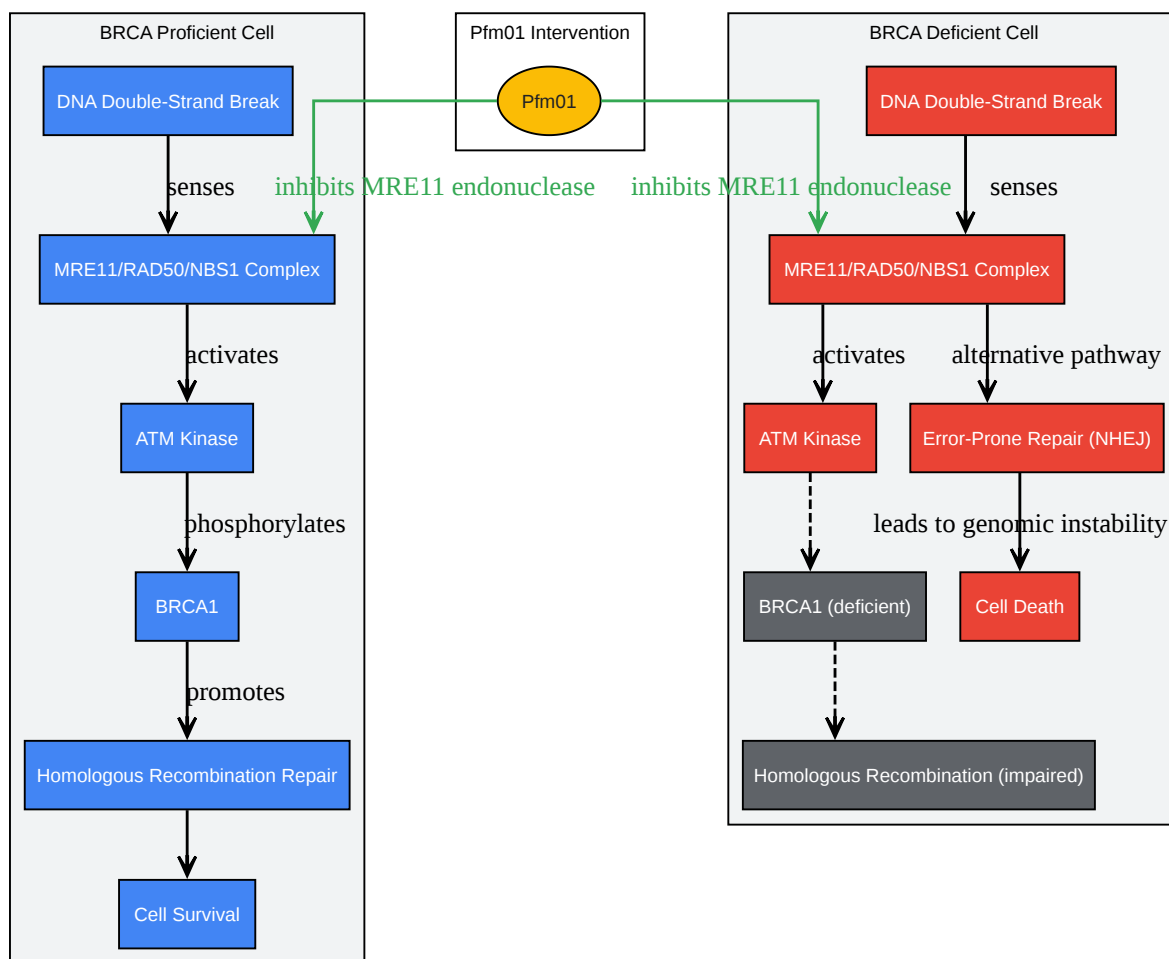 BRCA Proficient Cell
DNA Double-Strand Break
senses
MRE11/RAD50/NBS1 Complex
activates
ATM Kinase
phosphorylates
BRCA1
promotes
Homologous Recombination Repair
Cell Survival
Pfm01 Intervention
Pfm01
inhibits MRE11 endonuclease
inhibits MRE11 endonuclease
BRCA Deficient Cell
DNA Double-Strand Break
senses
MRE11/RAD50/NBS1 Complex
activates
alternative pathway
ATM Kinase
Error-Prone Repair (NHEJ)
leads to genomic instability
BRCA1 (deficient)
Cell Death
Homologous Recombination (impaired)